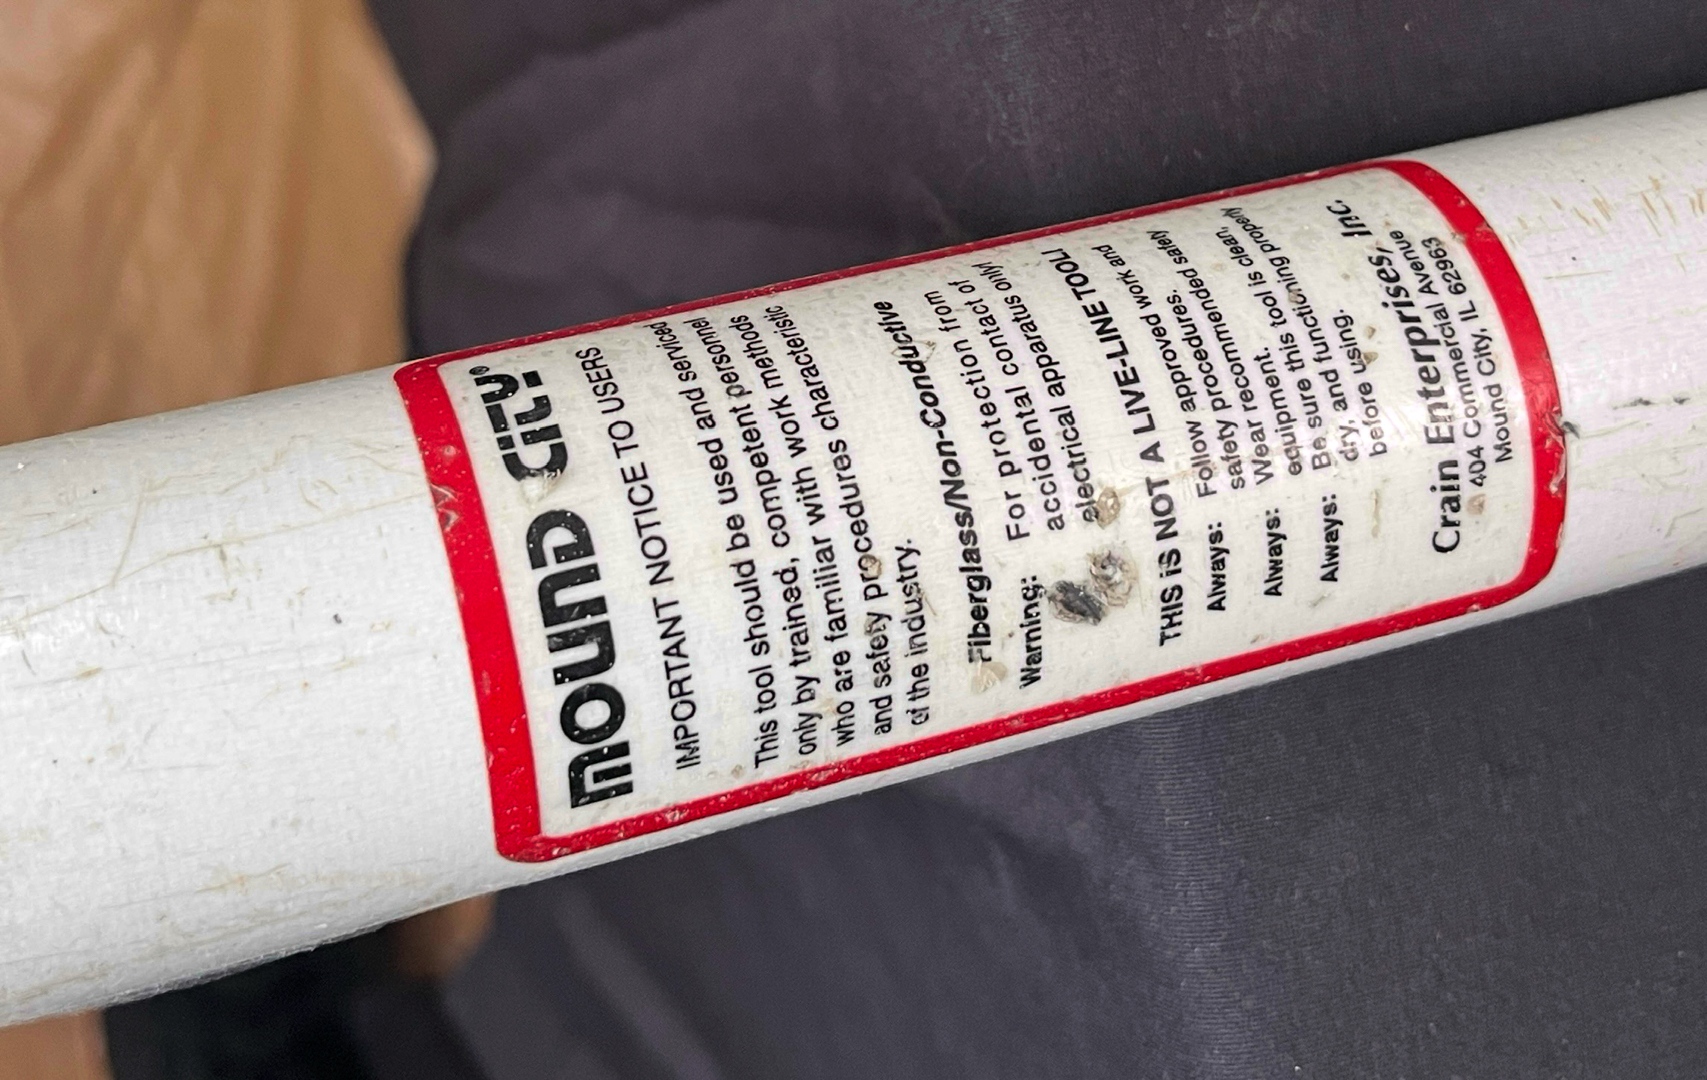 MOUND CITY®
IMPORTANT NOTICE TO USERS
This tool should be used and serviced
only by trained, competent personnel
who are familiar with work methods
and safety procedures characteristic
of the industry.
Fiberglass/Non-Conductive
Warning: For protection from
accidental contact of
electrical apparatus only!
THIS IS NOT A LIVE-LINE TOOL!
Always: Follow approved work and
safety procedures.
Always: Wear recommended safety
equipment.
Always: Be sure this tool is clean,
dry, and functioning properly
before using.
Crain Enterprises, Inc.
404 Commercial Avenue
Mound City, IL 62963